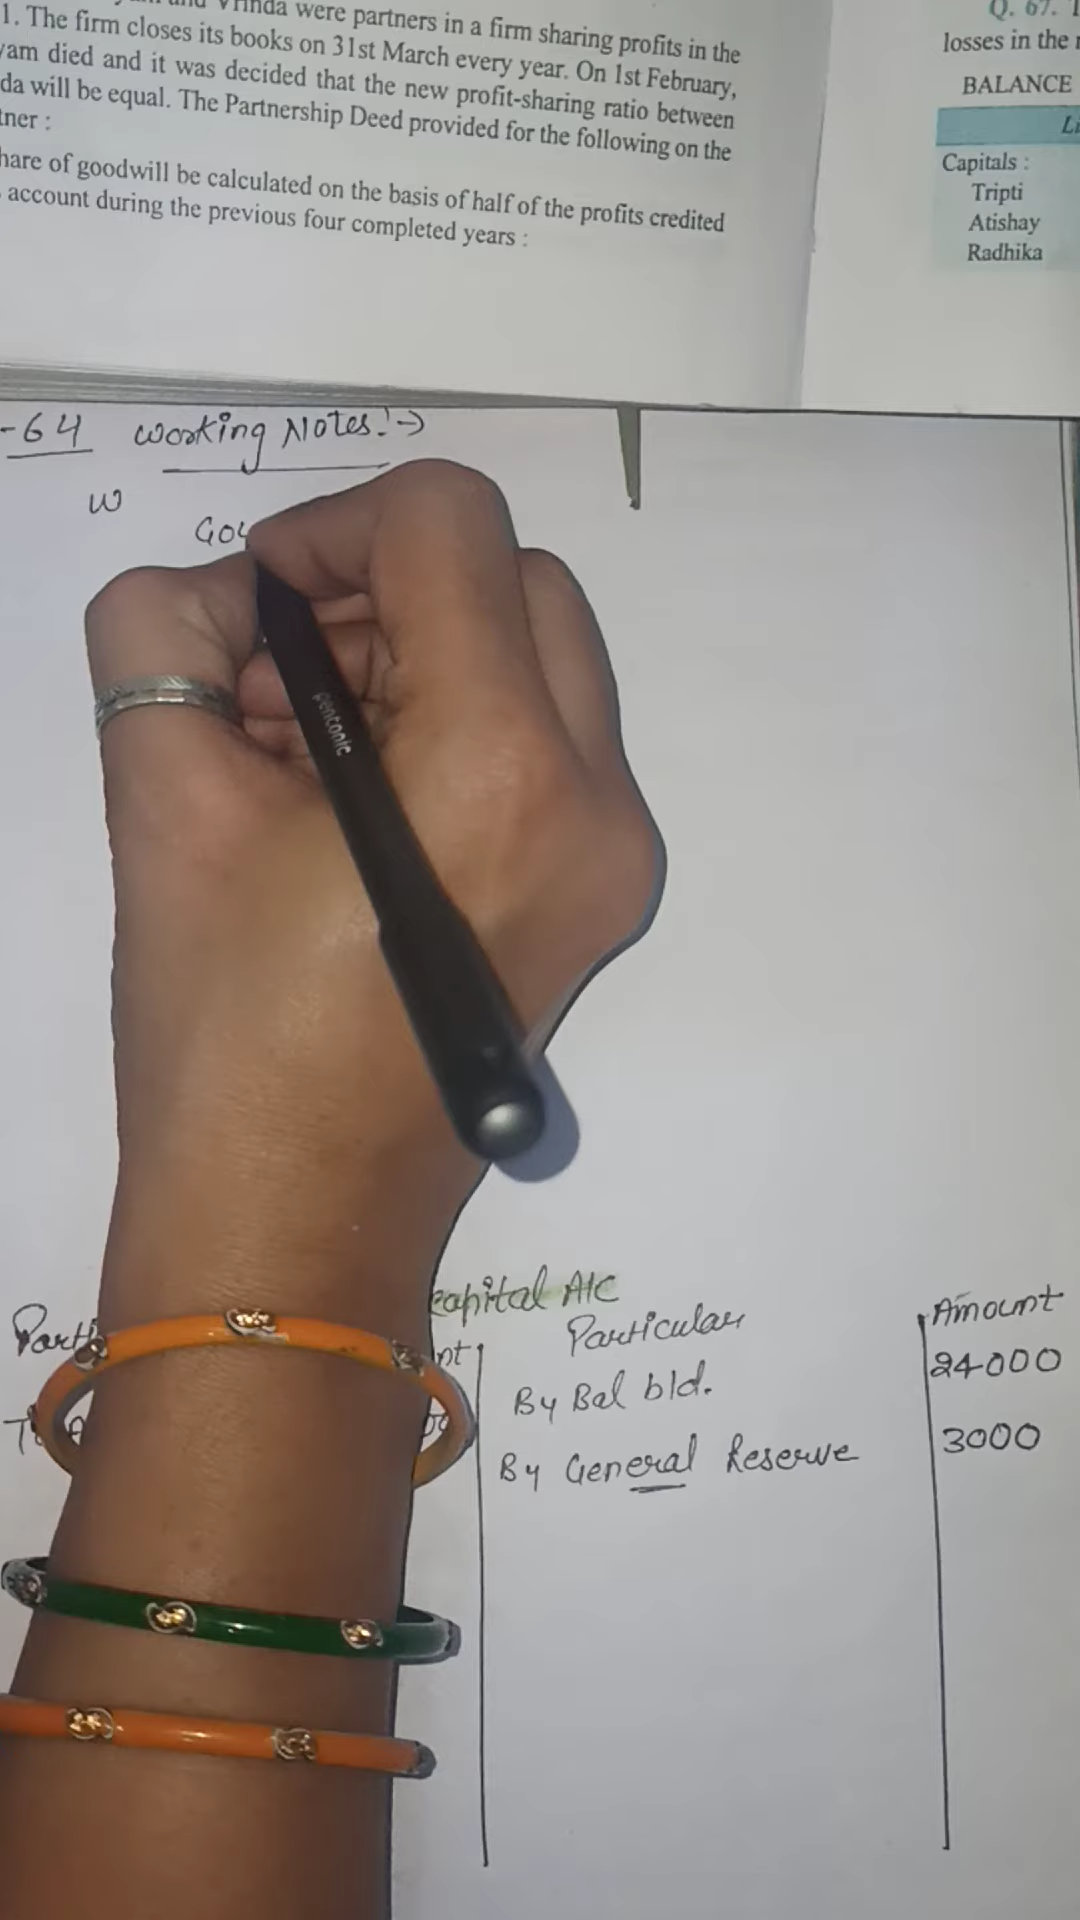 Vrinda were partners in a firm sharing profits in the
1. The firm closes its books on 31st March every year. On 1st February,
yam died and it was decided that the new profit-sharing ratio between
da will be equal. The Partnership Deed provided for the following on the
tner :
hare of goodwill be calculated on the basis of half of the profits credited
account during the previous four completed years :
Q. 67.
losses in the
BALANCE
Capitals :
Tripti
Atishay
Radhika
-64 Working Notes:→
Go
pentonic
Capital A/C
Particular
Amount
By Bal b/d.
24000
By General Reserve
3000